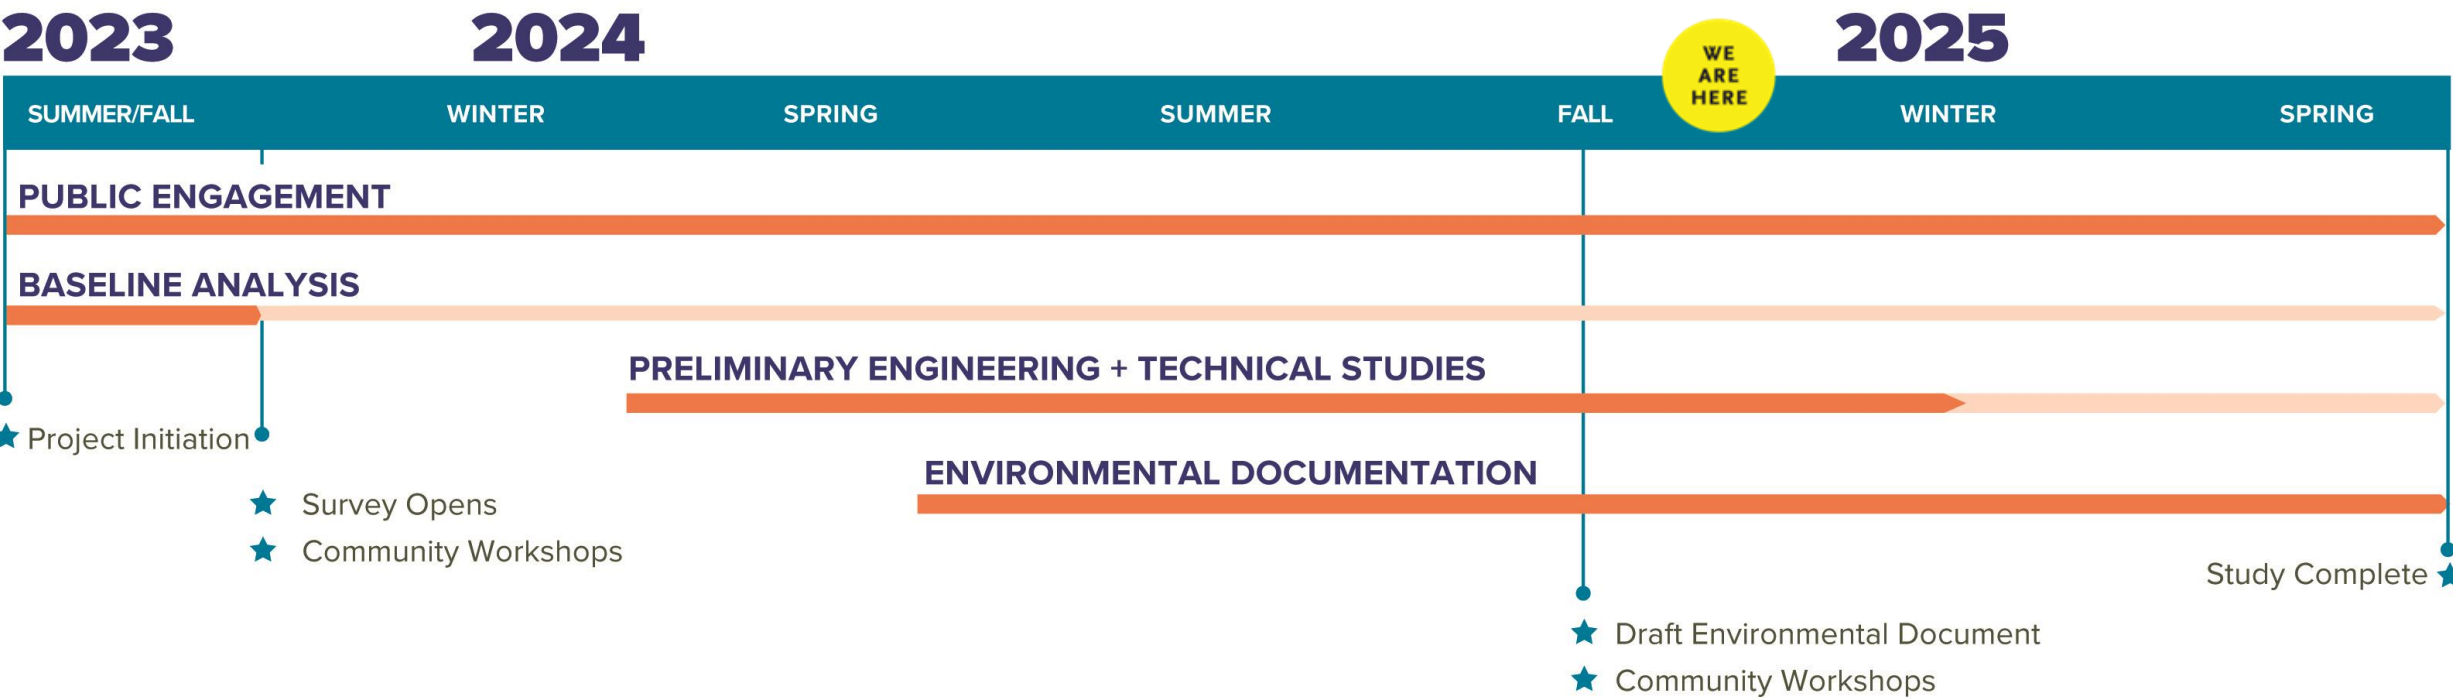 2023 2024 2025
WE
ARE
HERE
SUMMER/FALL WINTER SPRING SUMMER FALL WINTER SPRING
PUBLIC ENGAGEMENT
BASELINE ANALYSIS
PRELIMINARY ENGINEERING + TECHNICAL STUDIES
Project Initiation
ENVIRONMENTAL DOCUMENTATION
Survey Opens
Community Workshops
Study Complete
Draft Environmental Document
Community Workshops